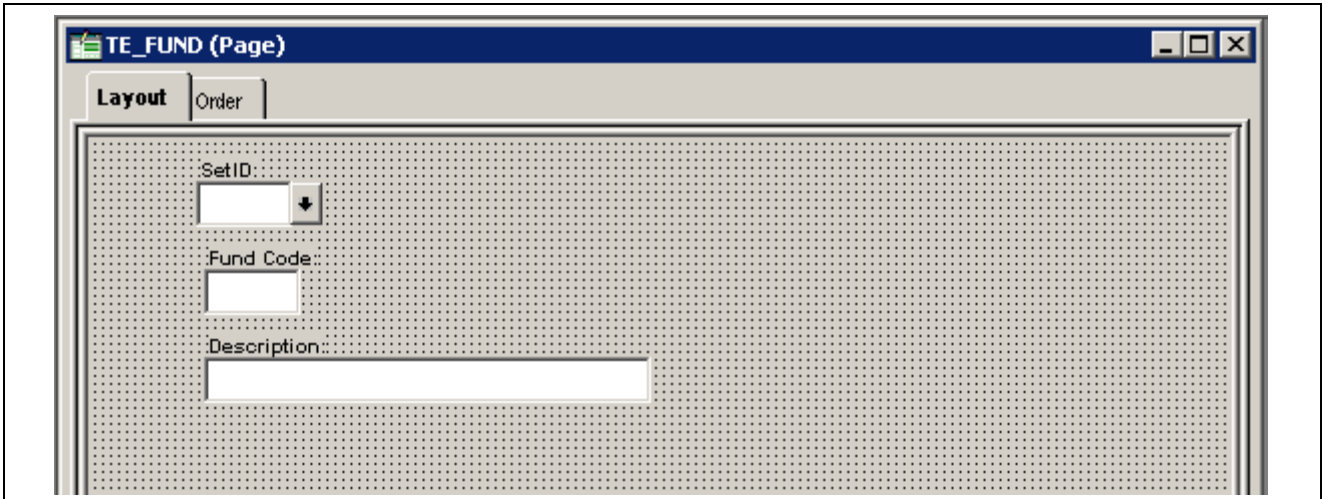 TE_FUND (Page)
Layout Order
SetID
Fund Code:
Description: